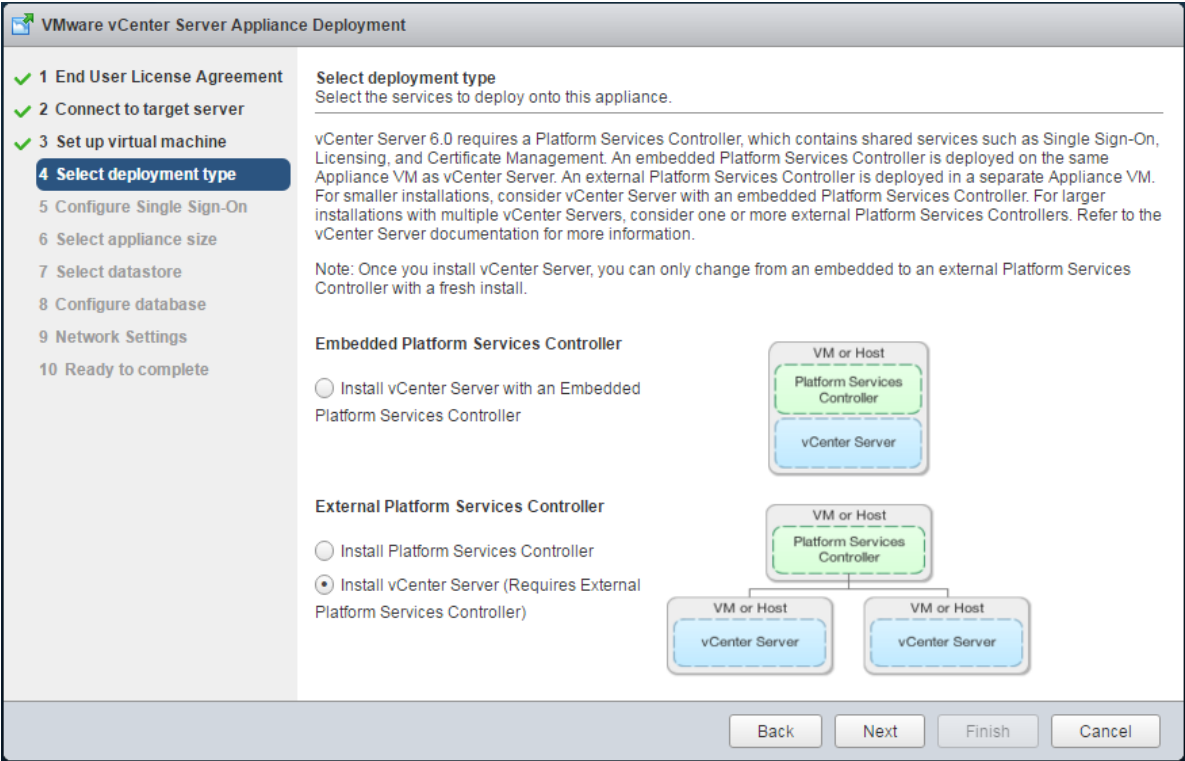 VMware vCenter Server Appliance Deployment
1 End User License Agreement
2 Connect to target server
3 Set up virtual machine
4 Select deployment type
5 Configure Single Sign-On
6 Select appliance size
7 Select datastore
8 Configure database
9 Network Settings
10 Ready to complete
Select deployment type
Select the services to deploy onto this appliance.
vCenter Server 6.0 requires a Platform Services Controller, which contains shared services such as Single Sign-On,
Licensing, and Certificate Management. An embedded Platform Services Controller is deployed on the same
Appliance VM as vCenter Server. An external Platform Services Controller is deployed in a separate Appliance VM.
For smaller installations, consider vCenter Server with an embedded Platform Services Controller. For larger
installations with multiple vCenter Servers, consider one or more external Platform Services Controllers. Refer to the
vCenter Server documentation for more information.
Note: Once you install vCenter Server, you can only change from an embedded to an external Platform Services
Controller with a fresh install.
Embedded Platform Services Controller
Install vCenter Server with an Embedded
Platform Services Controller
VM or Host
Platform Services
Controller
vCenter Server
External Platform Services Controller
Install Platform Services Controller
Install vCenter Server (Requires External
Platform Services Controller)
VM or Host
Platform Services
Controller
VM or Host
vCenter Server
VM or Host
vCenter Server
Back
Next
Finish
Cancel